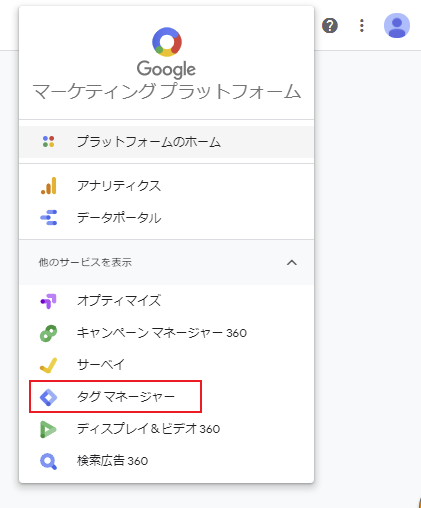 Google
マーケティング プラットフォーム
プラットフォームのホーム
アナリティクス
データポータル
他のサービスを表示
オプティマイズ
キャンペーン マネージャー 360
サーベイ
タグ マネージャー
ディスプレイ＆ビデオ 360
検索広告 360